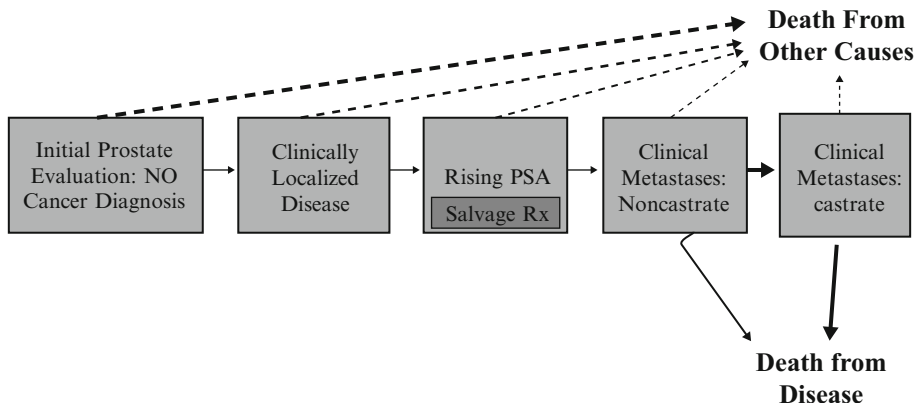 Death From
Other Causes
Initial Prostate
Evaluation: NO
Cancer Diagnosis
Clinically
Localized
Disease
Rising PSA
Salvage Rx
Clinical
Metastases:
Noncastrate
Clinical
Metastases:
castrate
Death from
Disease